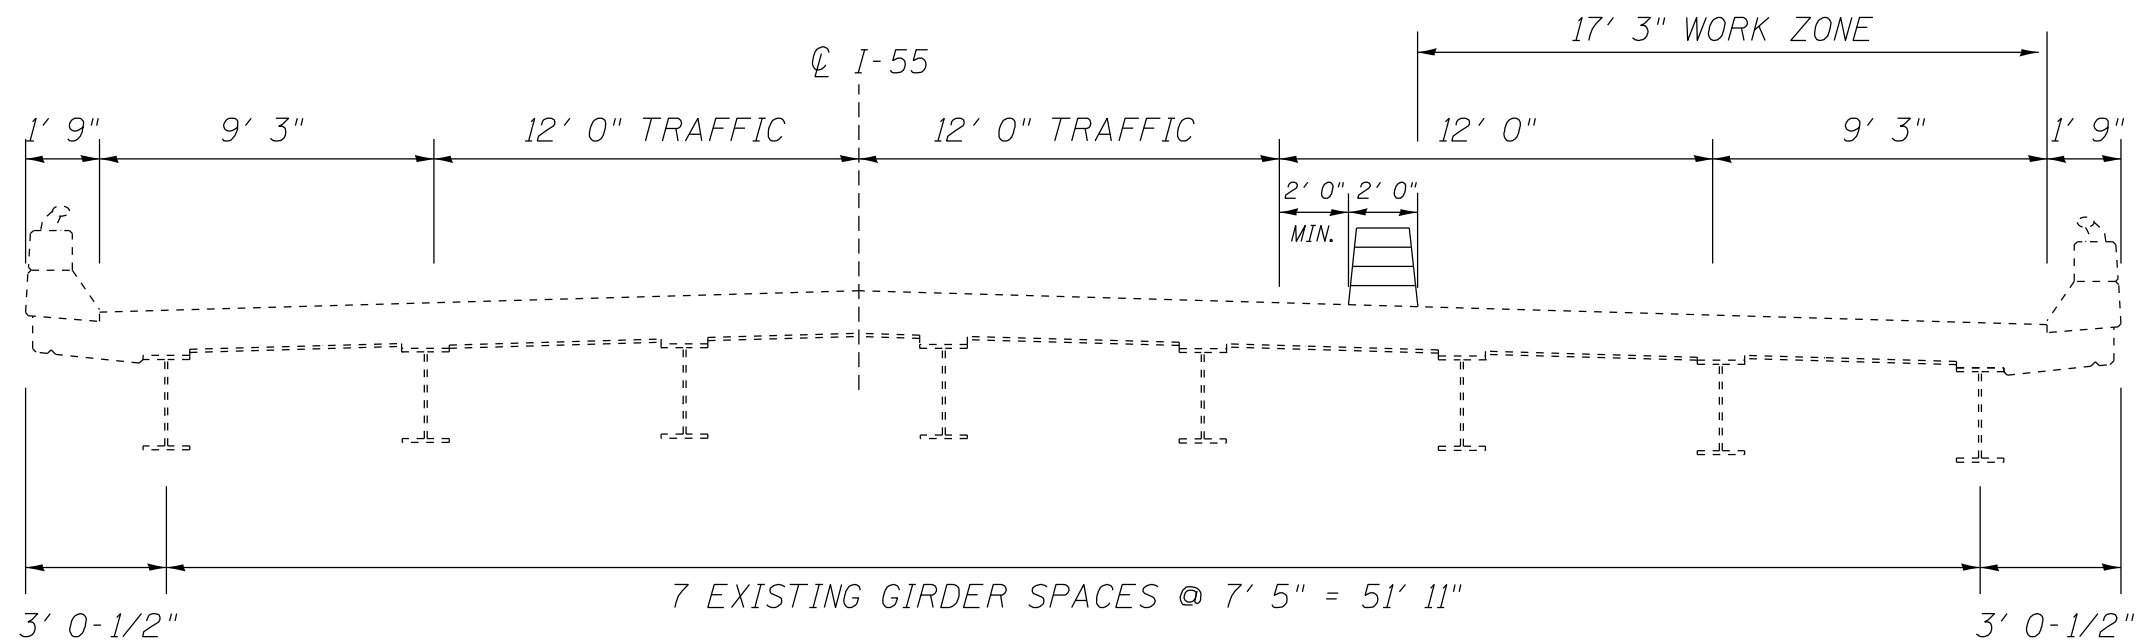 17' 3" WORK ZONE
℄ I-55
1' 9" 9' 3" 12' 0" TRAFFIC 12' 0" TRAFFIC 12' 0" 9' 3" 1' 9"
2' 0" 2' 0"
MIN.
7 EXISTING GIRDER SPACES @ 7' 5" = 51' 11"
3' 0-1/2" 3' 0-1/2"